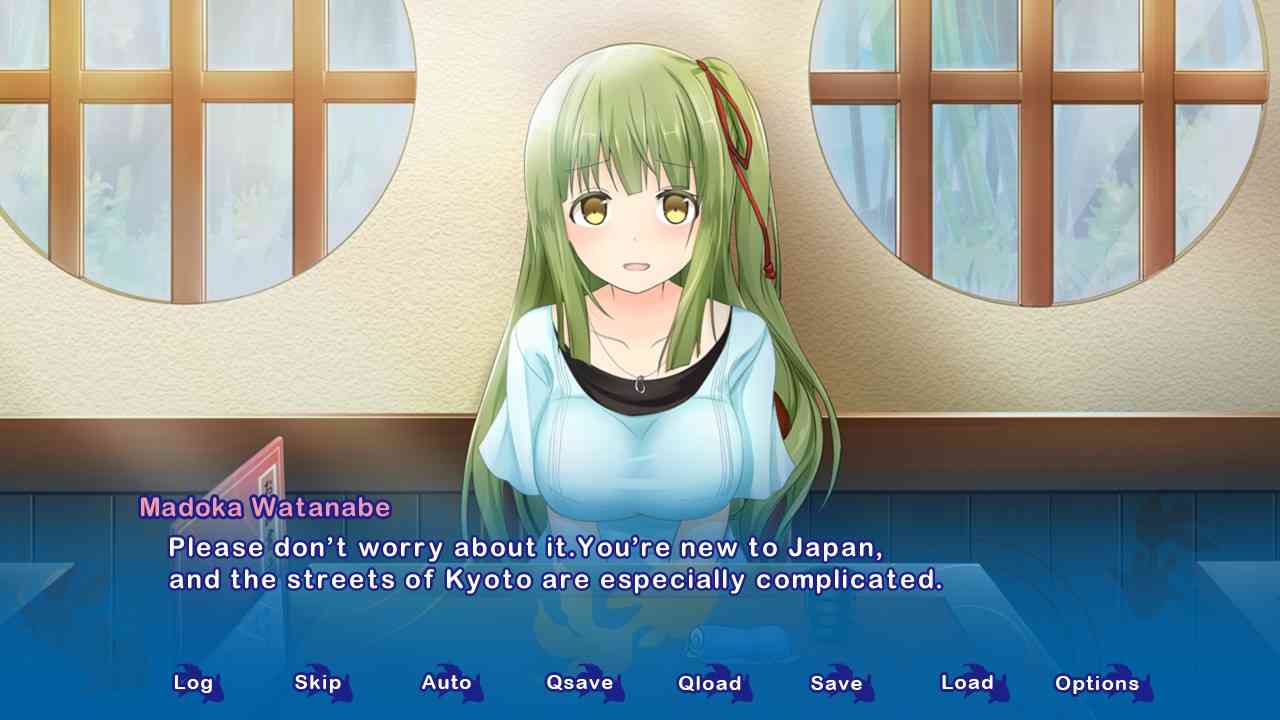 Madoka Watanabe
Please don’t worry about it.You’re new to Japan,
and the streets of Kyoto are especially complicated.
Log Skip Auto Qsave Qload Save Load Options